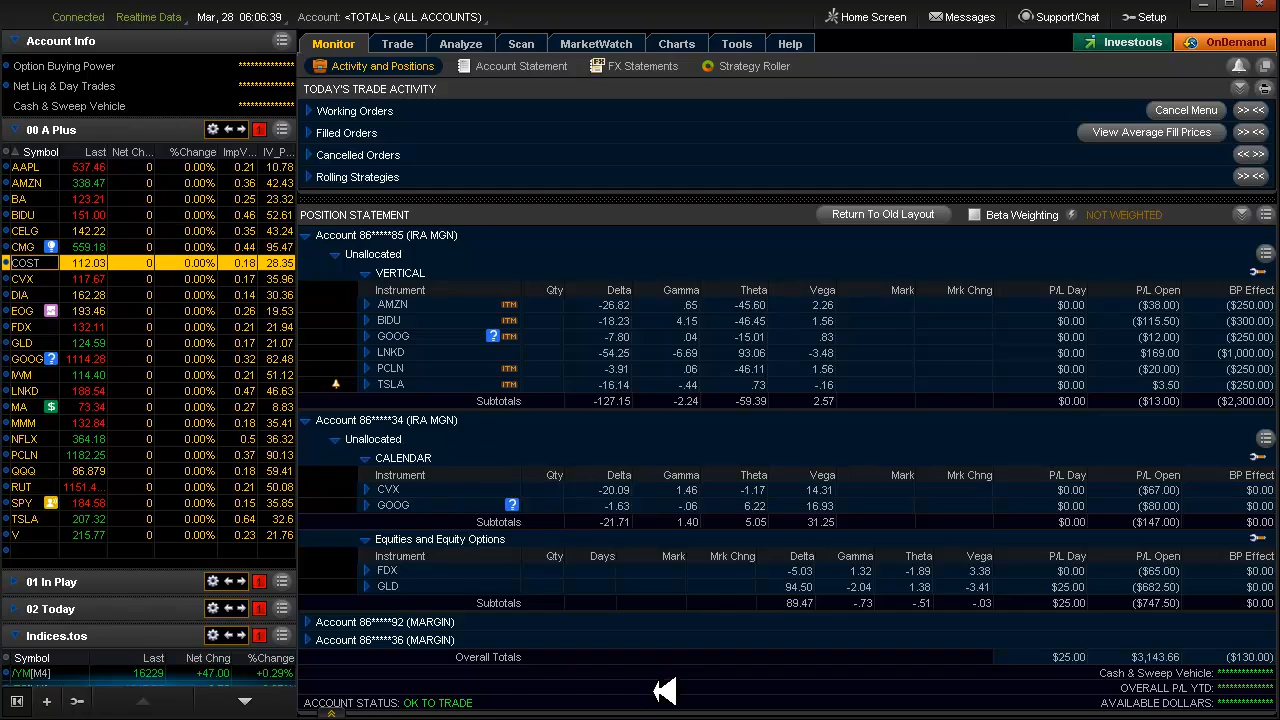 Connected Realtime Data Mar, 28 06:06:39 Account: <TOTAL> (ALL ACCOUNTS) Home Screen Messages Support/Chat Setup
Account Info
Option Buying Power *************
Net Liq & Day Trades *************
Cash & Sweep Vehicle *************
00 A Plus 1
Symbol Last Net Ch... %Change ImpV... IV_P...
AAPL 537.46 0 0.00% 0.21 10.78
AMZN 338.47 0 0.00% 0.36 42.43
BA 123.21 0 0.00% 0.25 23.32
BIDU 151.00 0 0.00% 0.46 52.61
CELG 142.22 0 0.00% 0.35 43.24
CMG 559.18 0 0.00% 0.44 95.47
COST 112.03 0 0.00% 0.18 28.35
CVX 117.67 0 0.00% 0.17 35.96
DIA 162.28 0 0.00% 0.14 30.36
EOG 193.46 0 0.00% 0.26 19.53
FDX 132.11 0 0.00% 0.21 21.94
GLD 124.59 0 0.00% 0.17 21.07
GOOG ? 1114.28 0 0.00% 0.32 82.48
IWM 114.40 0 0.00% 0.21 51.12
LNKD 188.54 0 0.00% 0.47 46.63
MA $ 73.34 0 0.00% 0.27 8.83
MMM 132.84 0 0.00% 0.18 35.41
NFLX 364.18 0 0.00% 0.5 36.32
PCLN 1182.25 0 0.00% 0.37 90.13
QQQ 86.879 0 0.00% 0.18 59.41
RUT 1151.4... 0 0.00% 0.21 50.08
SPY 184.58 0 0.00% 0.15 35.85
TSLA 207.32 0 0.00% 0.64 32.6
V 215.77 0 0.00% 0.23 21.76
01 In Play 1
02 Today 1
Indices.tos 1
Symbol Last Net Chng %Change
/YM[M4] 16229 +47.00 +0.29%
Monitor Trade Analyze Scan MarketWatch Charts Tools Help Investools OnDemand
Activity and Positions Account Statement FX Statements Strategy Roller
TODAY'S TRADE ACTIVITY
Working Orders Cancel Menu >> <<
Filled Orders View Average Fill Prices >> <<
Cancelled Orders << >>
Rolling Strategies >> <<
POSITION STATEMENT Return To Old Layout Beta Weighting NOT WEIGHTED
Account 86*****85 (IRA MGN)
Unallocated
VERTICAL
Instrument Qty Delta Gamma Theta Vega Mark Mrk Chng P/L Day P/L Open BP Effect
AMZN ITM -26.82 .65 -45.60 2.26 $0.00 ($38.00) ($250.00)
BIDU ITM -18.23 4.15 -46.45 1.56 $0.00 ($115.50) ($300.00)
GOOG ? ITM -7.80 .04 -15.01 .83 $0.00 ($12.00) ($250.00)
LNKD -54.25 -6.69 93.06 -3.48 $0.00 $169.00 ($1,000.00)
PCLN ITM -3.91 .06 -46.11 1.56 $0.00 ($20.00) ($250.00)
TSLA ITM -16.14 -.44 .73 -.16 $0.00 $3.50 ($250.00)
Subtotals -127.15 -2.24 -59.39 2.57 $0.00 ($13.00) ($2,300.00)
Account 86*****34 (IRA MGN)
Unallocated
CALENDAR
Instrument Qty Delta Gamma Theta Vega Mark Mrk Chng P/L Day P/L Open BP Effect
CVX -20.09 1.46 -1.17 14.31 $0.00 ($67.00) $0.00
GOOG ? -1.63 -.06 6.22 16.93 $0.00 ($80.00) $0.00
Subtotals -21.71 1.40 5.05 31.25 $0.00 ($147.00) $0.00
Equities and Equity Options
Instrument Qty Days Mark Mrk Chng Delta Gamma Theta Vega P/L Day P/L Open BP Effect
FDX -5.03 1.32 -1.89 3.38 $0.00 ($65.00) $0.00
GLD 94.50 -2.04 1.38 -3.41 $25.00 ($682.50) $0.00
Subtotals 89.47 -.73 -.51 -.03 $25.00 ($747.50) $0.00
Account 86*****92 (MARGIN)
Account 86*****36 (MARGIN)
Overall Totals $25.00 $3,143.66 ($130.00)
Cash & Sweep Vehicle: *************
OVERALL P/L YTD: *************
ACCOUNT STATUS: OK TO TRADE AVAILABLE DOLLARS: *************